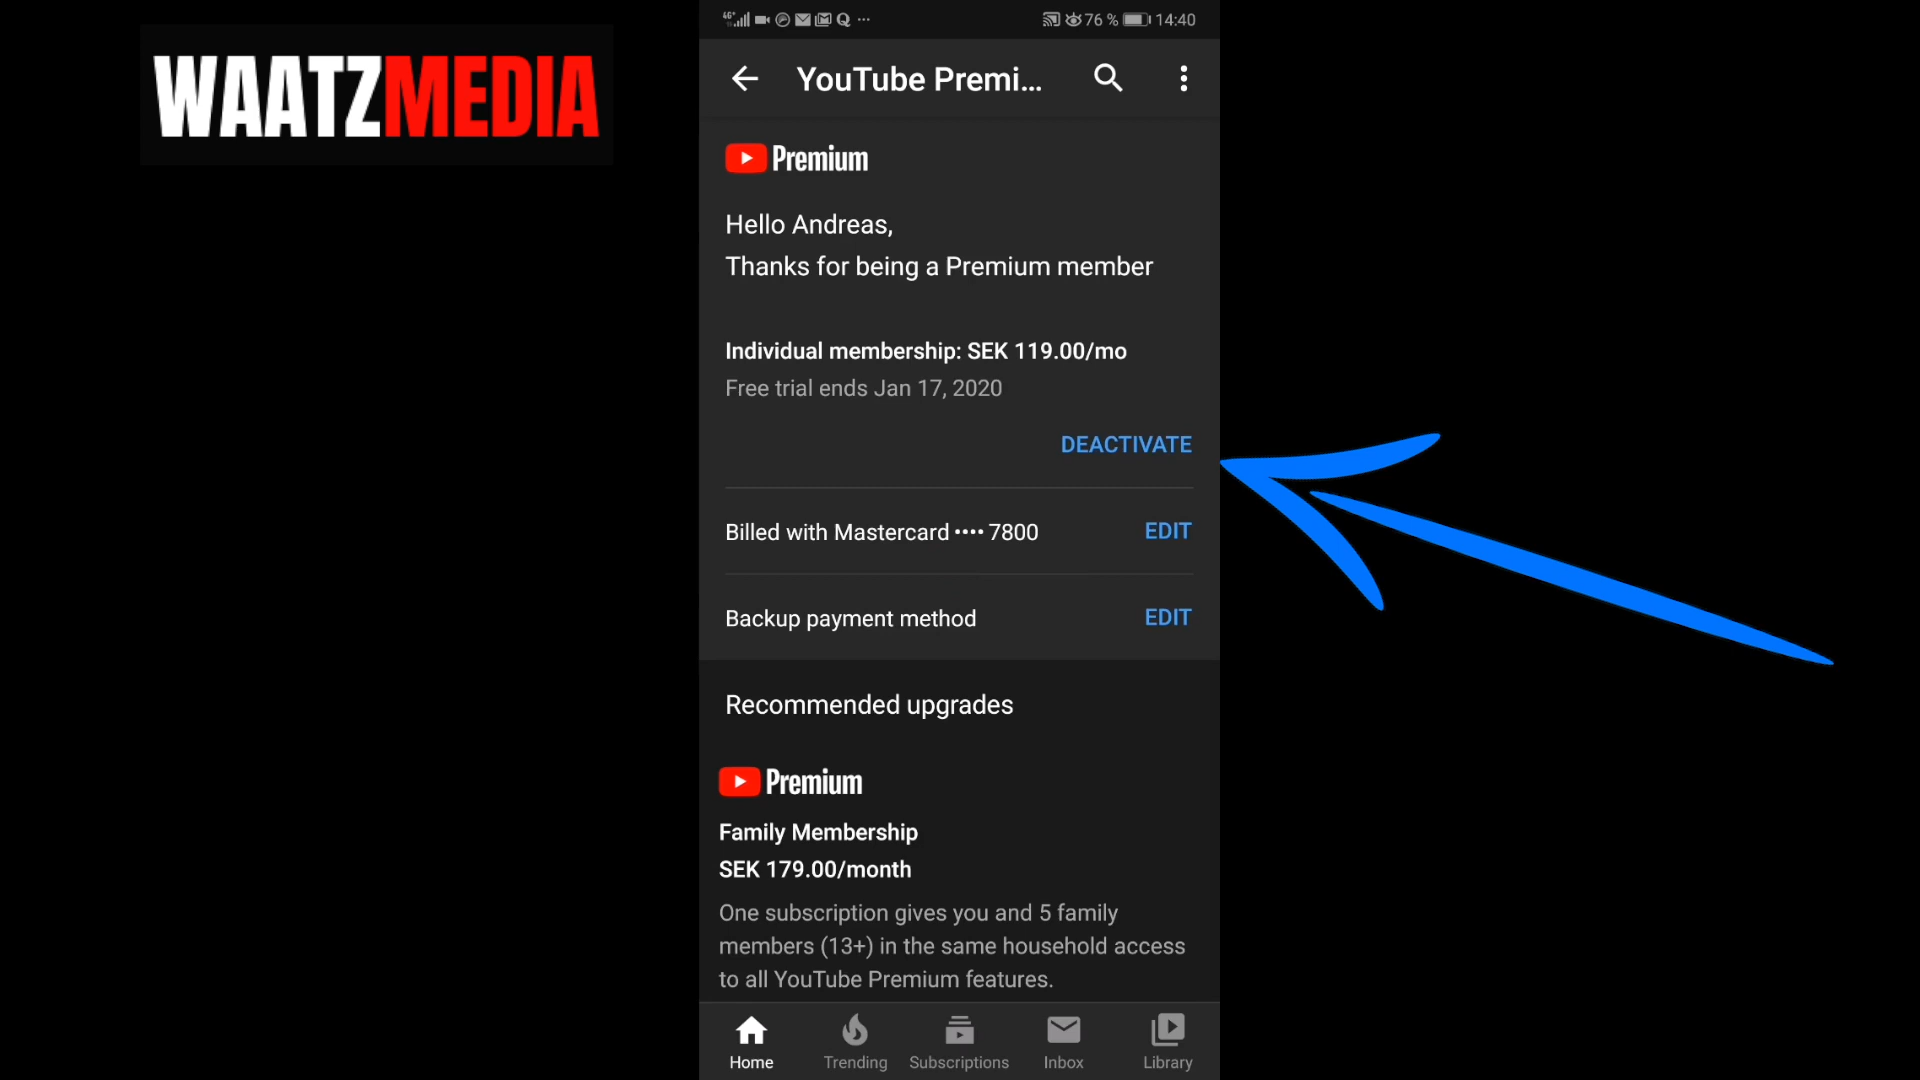 WAATZMEDIA
76 % 14:40
YouTube Premi...
Premium
Hello Andreas,
Thanks for being a Premium member
Individual membership: SEK 119.00/mo
Free trial ends Jan 17, 2020
DEACTIVATE
Billed with Mastercard •••• 7800
EDIT
Backup payment method
EDIT
Recommended upgrades
Premium
Family Membership
SEK 179.00/month
One subscription gives you and 5 family
members (13+) in the same household access
to all YouTube Premium features.
Home
Trending
Subscriptions
Inbox
Library